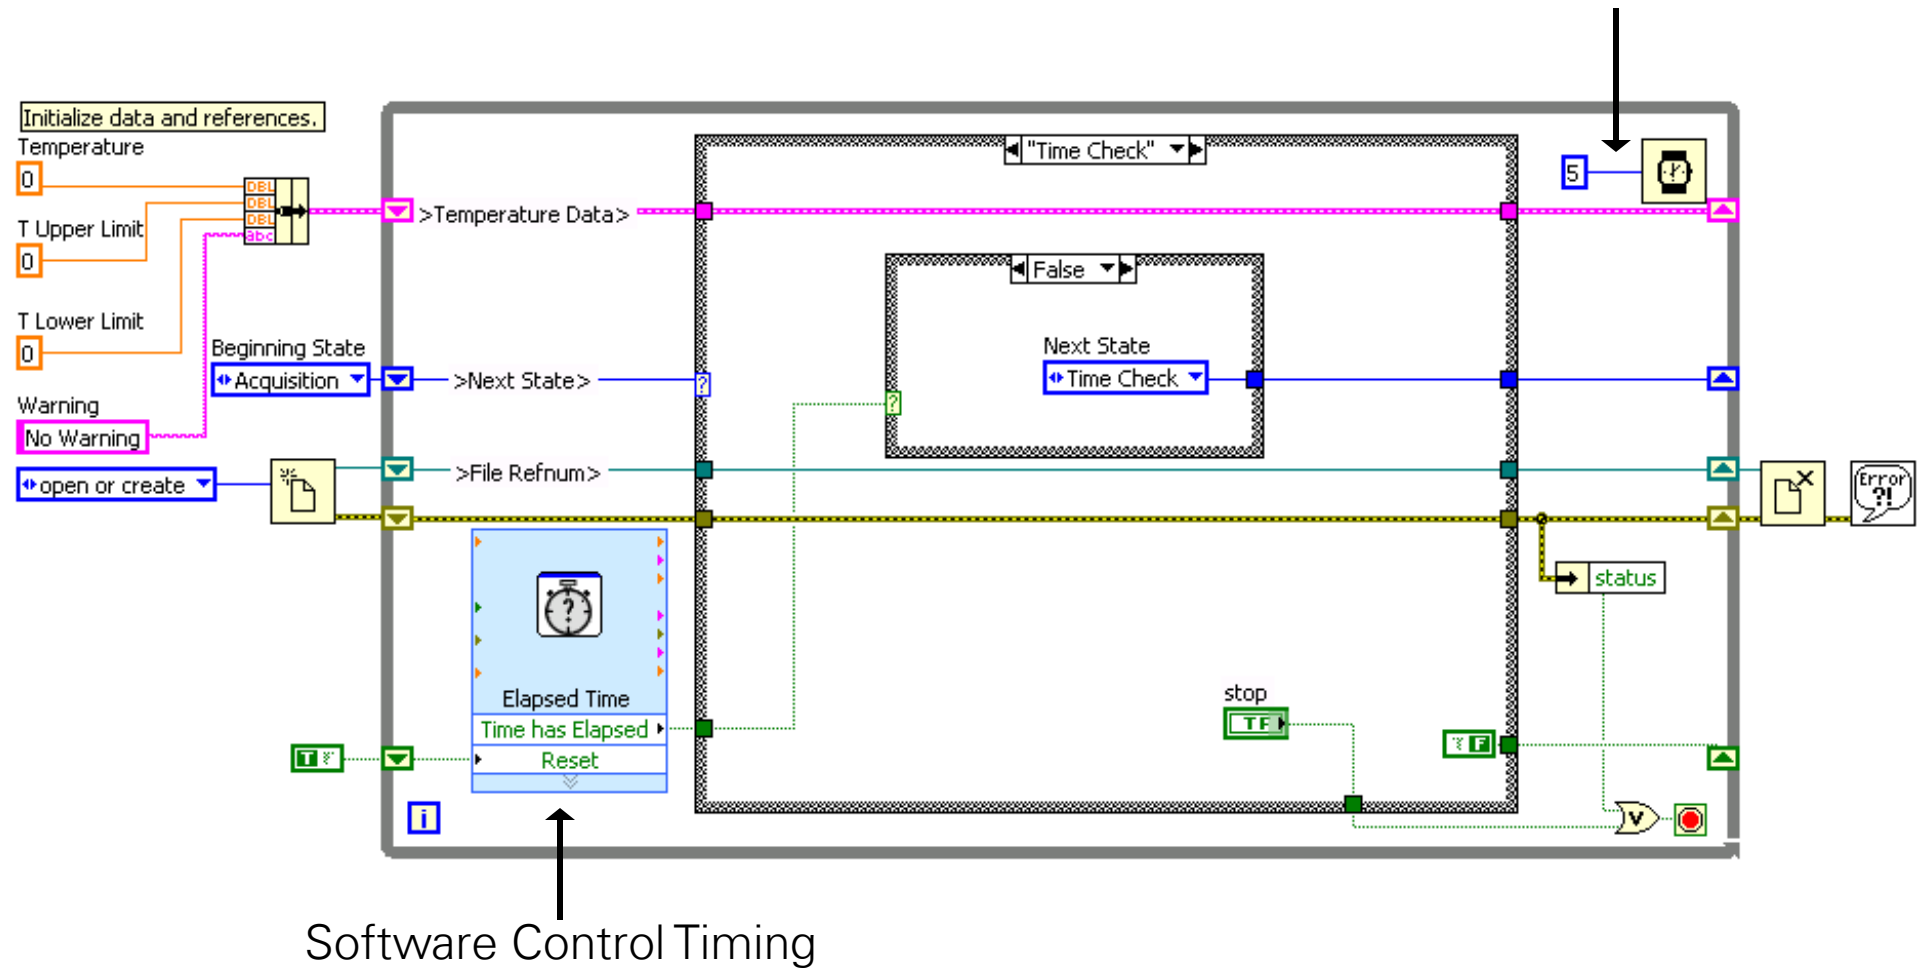 Initialize data and references.
Temperature
0
DBL
DBL
DBL
abc
T Upper Limit
0
T Lower Limit
0
Warning
No Warning
Beginning State
Acquisition
open or create
>Temperature Data>
>Next State>
>File Refnum>
"Time Check"
False
Next State
Time Check
5
?
?
?
Elapsed Time
Time has Elapsed
Reset
T
i
stop
TF
F
status
V
Error
?!
Software Control Timing